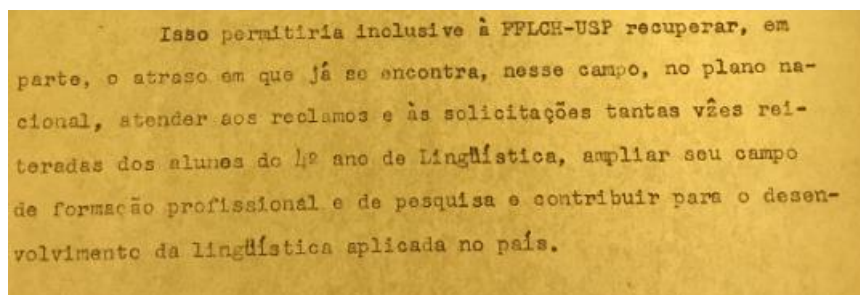 Isso permitiria inclusive à FFLCH-USP recuperar, em
parte, o atraso em que já se encontra, nesse campo, no plano na-
cional, atender aos reclamos e às solicitações tantas vêzes rei-
teradas dos alunos do 4º ano de Lingüística, ampliar seu campo
de formação profissional e de pesquisa e contribuir para o desen-
volvimento da lingüística aplicada no país.